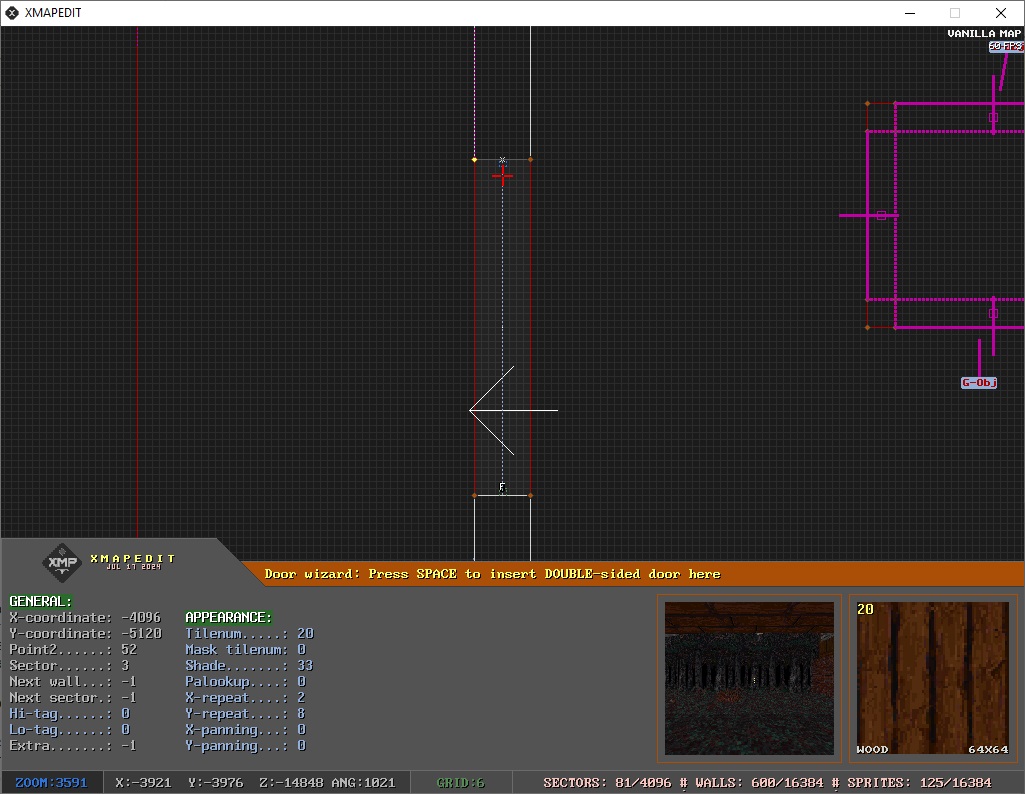 XMAPEDIT
VANILLA MAP
60 FPS
F
G-Obj
XMP
XMAPEDIT
JUL 17 2024
Door wizard: Press SPACE to insert DOUBLE-sided door here
GENERAL:
X-coordinate: -4096
Y-coordinate: -5120
Point2......: 52
Sector......: 3
Next wall...: -1
Next sector.: -1
Hi-tag......: 0
Lo-tag......: 0
Extra.......: -1
APPEARANCE:
Tilenum.....: 20
Mask tilenum: 0
Shade.......: 33
Palookup....: 0
X-repeat....: 2
Y-repeat....: 8
X-panning...: 0
Y-panning...: 0
20
WOOD 64X64
ZOOM:3591 X:-3921 Y:-3976 Z:-14848 ANG:1021 GRID:6 SECTORS: 81/4096 # WALLS: 600/16384 # SPRITES: 125/16384